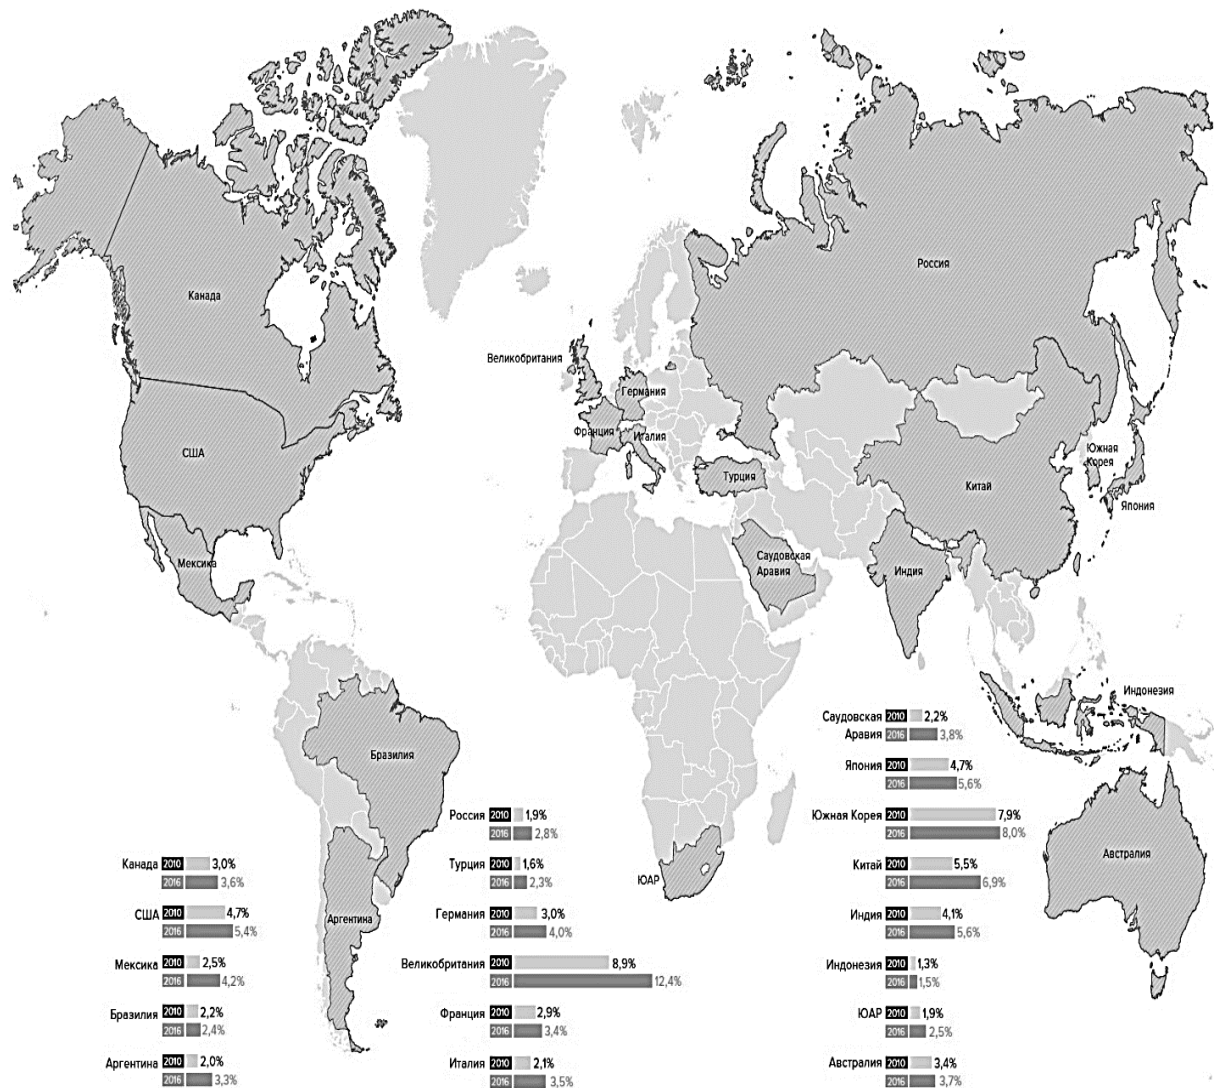 Канада
США
Мексика
Бразилия
Аргентина
Великобритания
Германия
Франция
Италия
Турция
Россия
Саудовская
Аравия
Индия
Китай
Южная
Корея
Япония
Индонезия
Австралия
ЮАР
Канада 2010 3,0%
2016 3,6%
США 2010 4,7%
2016 5,4%
Мексика 2010 2,5%
2016 4,2%
Бразилия 2010 2,2%
2016 2,4%
Аргентина 2010 2,0%
2016 3,3%
Россия 2010 1,9%
2016 2,8%
Турция 2010 1,6%
2016 2,3%
Германия 2010 3,0%
2016 4,0%
Великобритания 2010 8,9%
2016 12,4%
Франция 2010 2,9%
2016 3,4%
Италия 2010 2,1%
2016 3,5%
Саудовская 2010 2,2%
Аравия 2016 3,8%
Япония 2010 4,7%
2016 5,6%
Южная Корея 2010 7,9%
2016 8,0%
Китай 2010 5,5%
2016 6,9%
Индия 2010 4,1%
2016 5,6%
Индонезия 2010 1,3%
2016 1,5%
ЮАР 2010 1,9%
2016 2,5%
Австралия 2010 3,4%
2016 3,7%